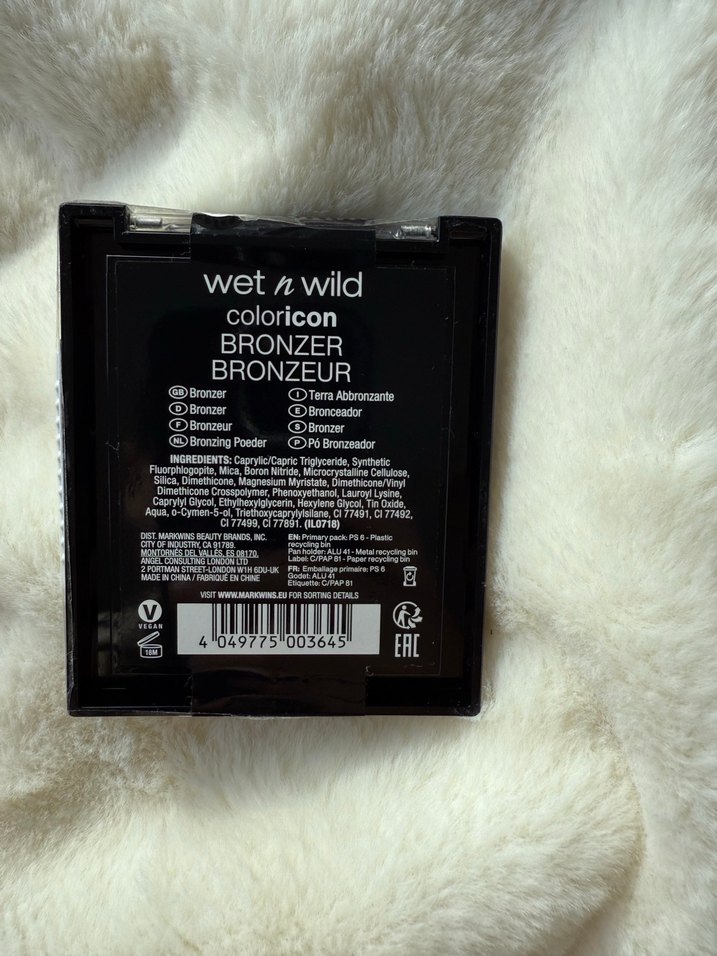 wet n wild
coloricon
BRONZER
BRONZEUR
GB Bronzer
D Bronzer
F Bronzeur
NL Bronzing Poeder
I Terra Abbronzante
E Bronceador
S Bronzer
P Pó Bronzeador
INGREDIENTS: Caprylic/Capric Triglyceride, Synthetic
Fluorphlogopite, Mica, Boron Nitride, Microcrystalline Cellulose,
Silica, Dimethicone, Magnesium Myristate, Dimethicone/Vinyl
Dimethicone Crosspolymer, Phenoxyethanol, Lauroyl Lysine,
Caprylyl Glycol, Ethylhexylglycerin, Hexylene Glycol, Tin Oxide,
Aqua, o-Cymen-5-ol, Triethoxycaprylylsilane, CI 77491, CI 77492,
CI 77499, CI 77891. (IL0718)
DIST. MARKWINS BEAUTY BRANDS, INC.
CITY OF INDUSTRY, CA 91789.
MONTORNÉS DEL VALLÉS, ES 08170.
ANGEL CONSULTING LONDON LTD
2 PORTMAN STREET-LONDON W1H 6DU-UK
MADE IN CHINA / FABRIQUÉ EN CHINE
EN: Primary pack: PS 6 - Plastic
recycling bin
Pan holder: ALU 41 - Metal recycling bin
Label: C/PAP 81 - Paper recycling bin
FR: Emballage primaire: PS 6
Godet: ALU 41
Etiquette: C/PAP 81
VISIT WWW.MARKWINS.EU FOR SORTING DETAILS
V
VEGAN
18M
4 049775 003645
EAC